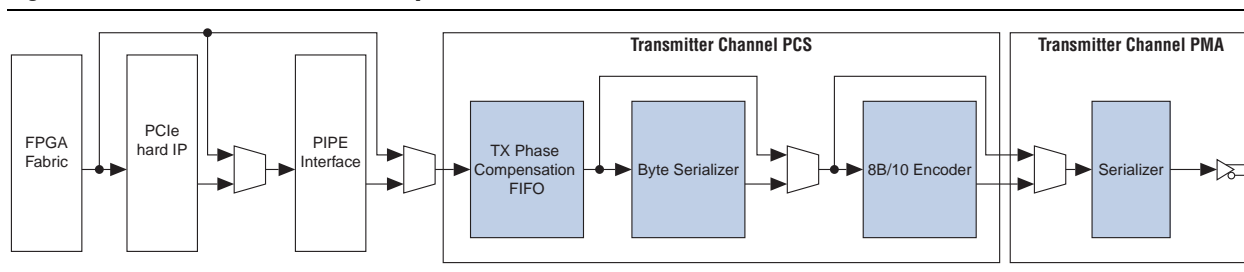 Transmitter Channel PCS
Transmitter Channel PMA
FPGA
Fabric
PCIe
hard IP
PIPE
Interface
TX Phase
Compensation
FIFO
Byte Serializer
8B/10 Encoder
Serializer